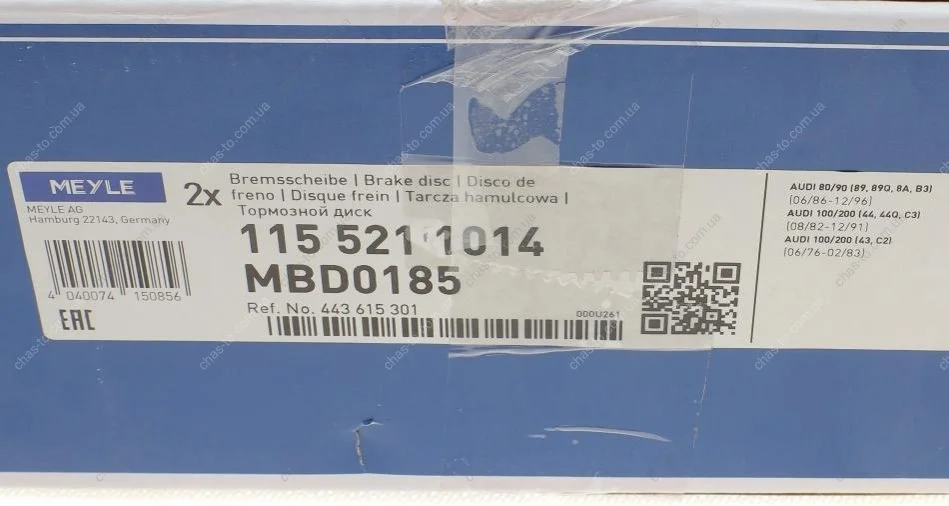 MEYLE
MEYLE AG
Hamburg 22143, Germany
4 040074 150856
EAC
2x
Bremsscheibe | Brake disc | Disco de
freno | Disque frein | Tarcza hamulcowa |
Тормозной диск
115 521 1014
MBD0185
Ref. No. 443 615 301
000U261
AUDI 80/90 (89, 89Q, 8A, B3)
(06/86-12/96)
AUDI 100/200 (44, 44Q, C3)
(08/82-12/91)
AUDI 100/200 (43, C2)
(06/76-02/83)
chas-to.com.ua